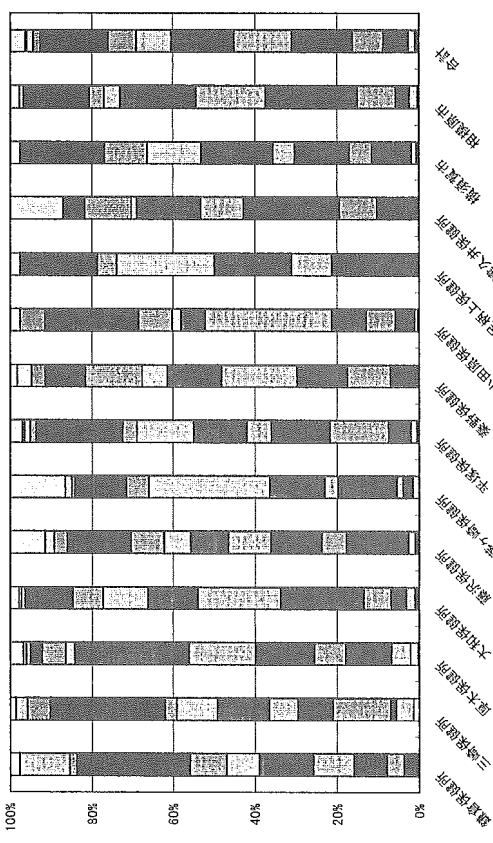 100%
80%
60%
40%
20%
0%
鎌倉保健所
三崎保健所
厚木保健所
大和保健所
藤沢保健所
茅ヶ崎保健所
平塚保健所
秦野保健所
小田原保健所
足柄上保健所
津久井保健所
横須賀市
相模原市
合計